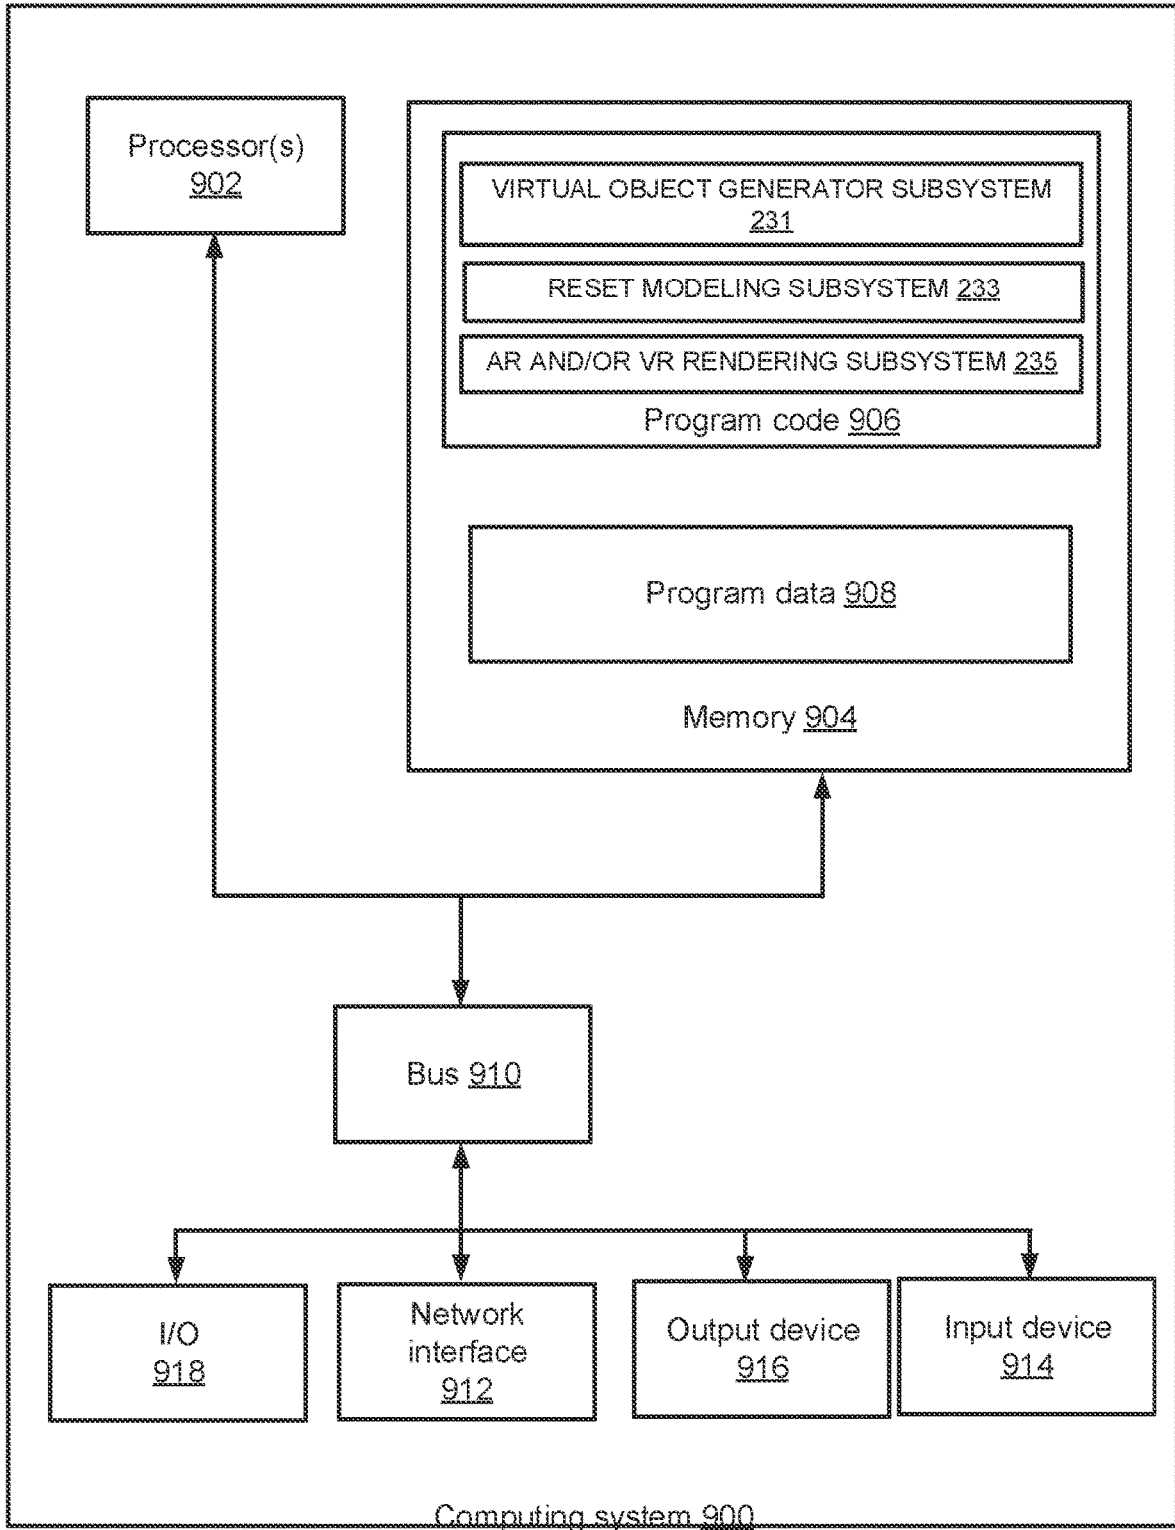 Processor(s)
902
VIRTUAL OBJECT GENERATOR SUBSYSTEM
231
RESET MODELING SUBSYSTEM 233
AR AND/OR VR RENDERING SUBSYSTEM 235
Program code 906
Program data 908
Memory 904
Bus 910
I/O
918
Network
interface
912
Output device
916
Input device
914
Computing system 900